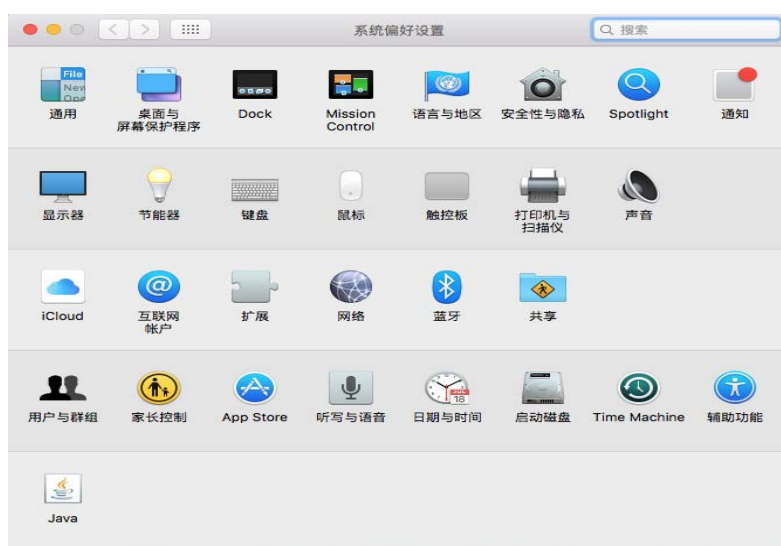 系统偏好设置
搜索
File
New
Ope
通用
桌面与
屏幕保护程序
Dock
Mission
Control
语言与地区
安全性与隐私
Spotlight
通知
显示器
节能器
键盘
鼠标
触控板
打印机与
扫描仪
声音
iCloud
互联网
帐户
扩展
网络
蓝牙
共享
用户与群组
家长控制
App Store
听写与语音
18
日期与时间
启动磁盘
Time Machine
辅助功能
Java